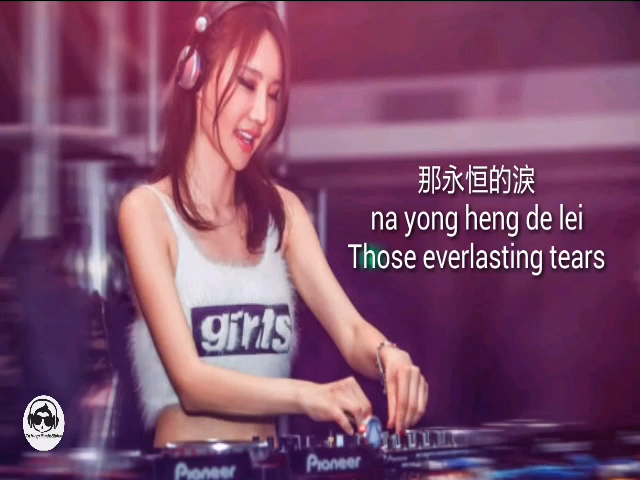 那永恒的淚
na yong heng de lei
Those everlasting tears
girls
Pioneer
Pioneer